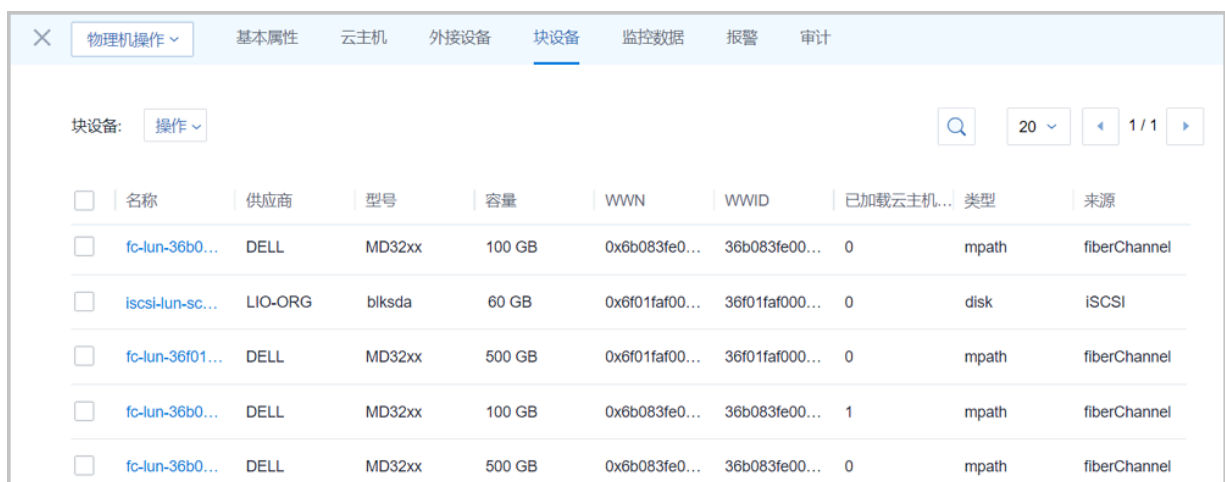 物理机操作 基本属性 云主机 外接设备 块设备 监控数据 报警 审计
块设备: 操作 20 1 / 1
名称 供应商 型号 容量 WWN WWID 已加载云主机... 类型 来源
fc-lun-36b0... DELL MD32xx 100 GB 0x6b083fe0... 36b083fe00... 0 mpath fiberChannel
iscsi-lun-sc... LIO-ORG blksda 60 GB 0x6f01faf00... 36f01faf000... 0 disk iSCSI
fc-lun-36f01... DELL MD32xx 500 GB 0x6f01faf00... 36f01faf000... 0 mpath fiberChannel
fc-lun-36b0... DELL MD32xx 100 GB 0x6b083fe0... 36b083fe00... 1 mpath fiberChannel
fc-lun-36b0... DELL MD32xx 500 GB 0x6b083fe0... 36b083fe00... 0 mpath fiberChannel